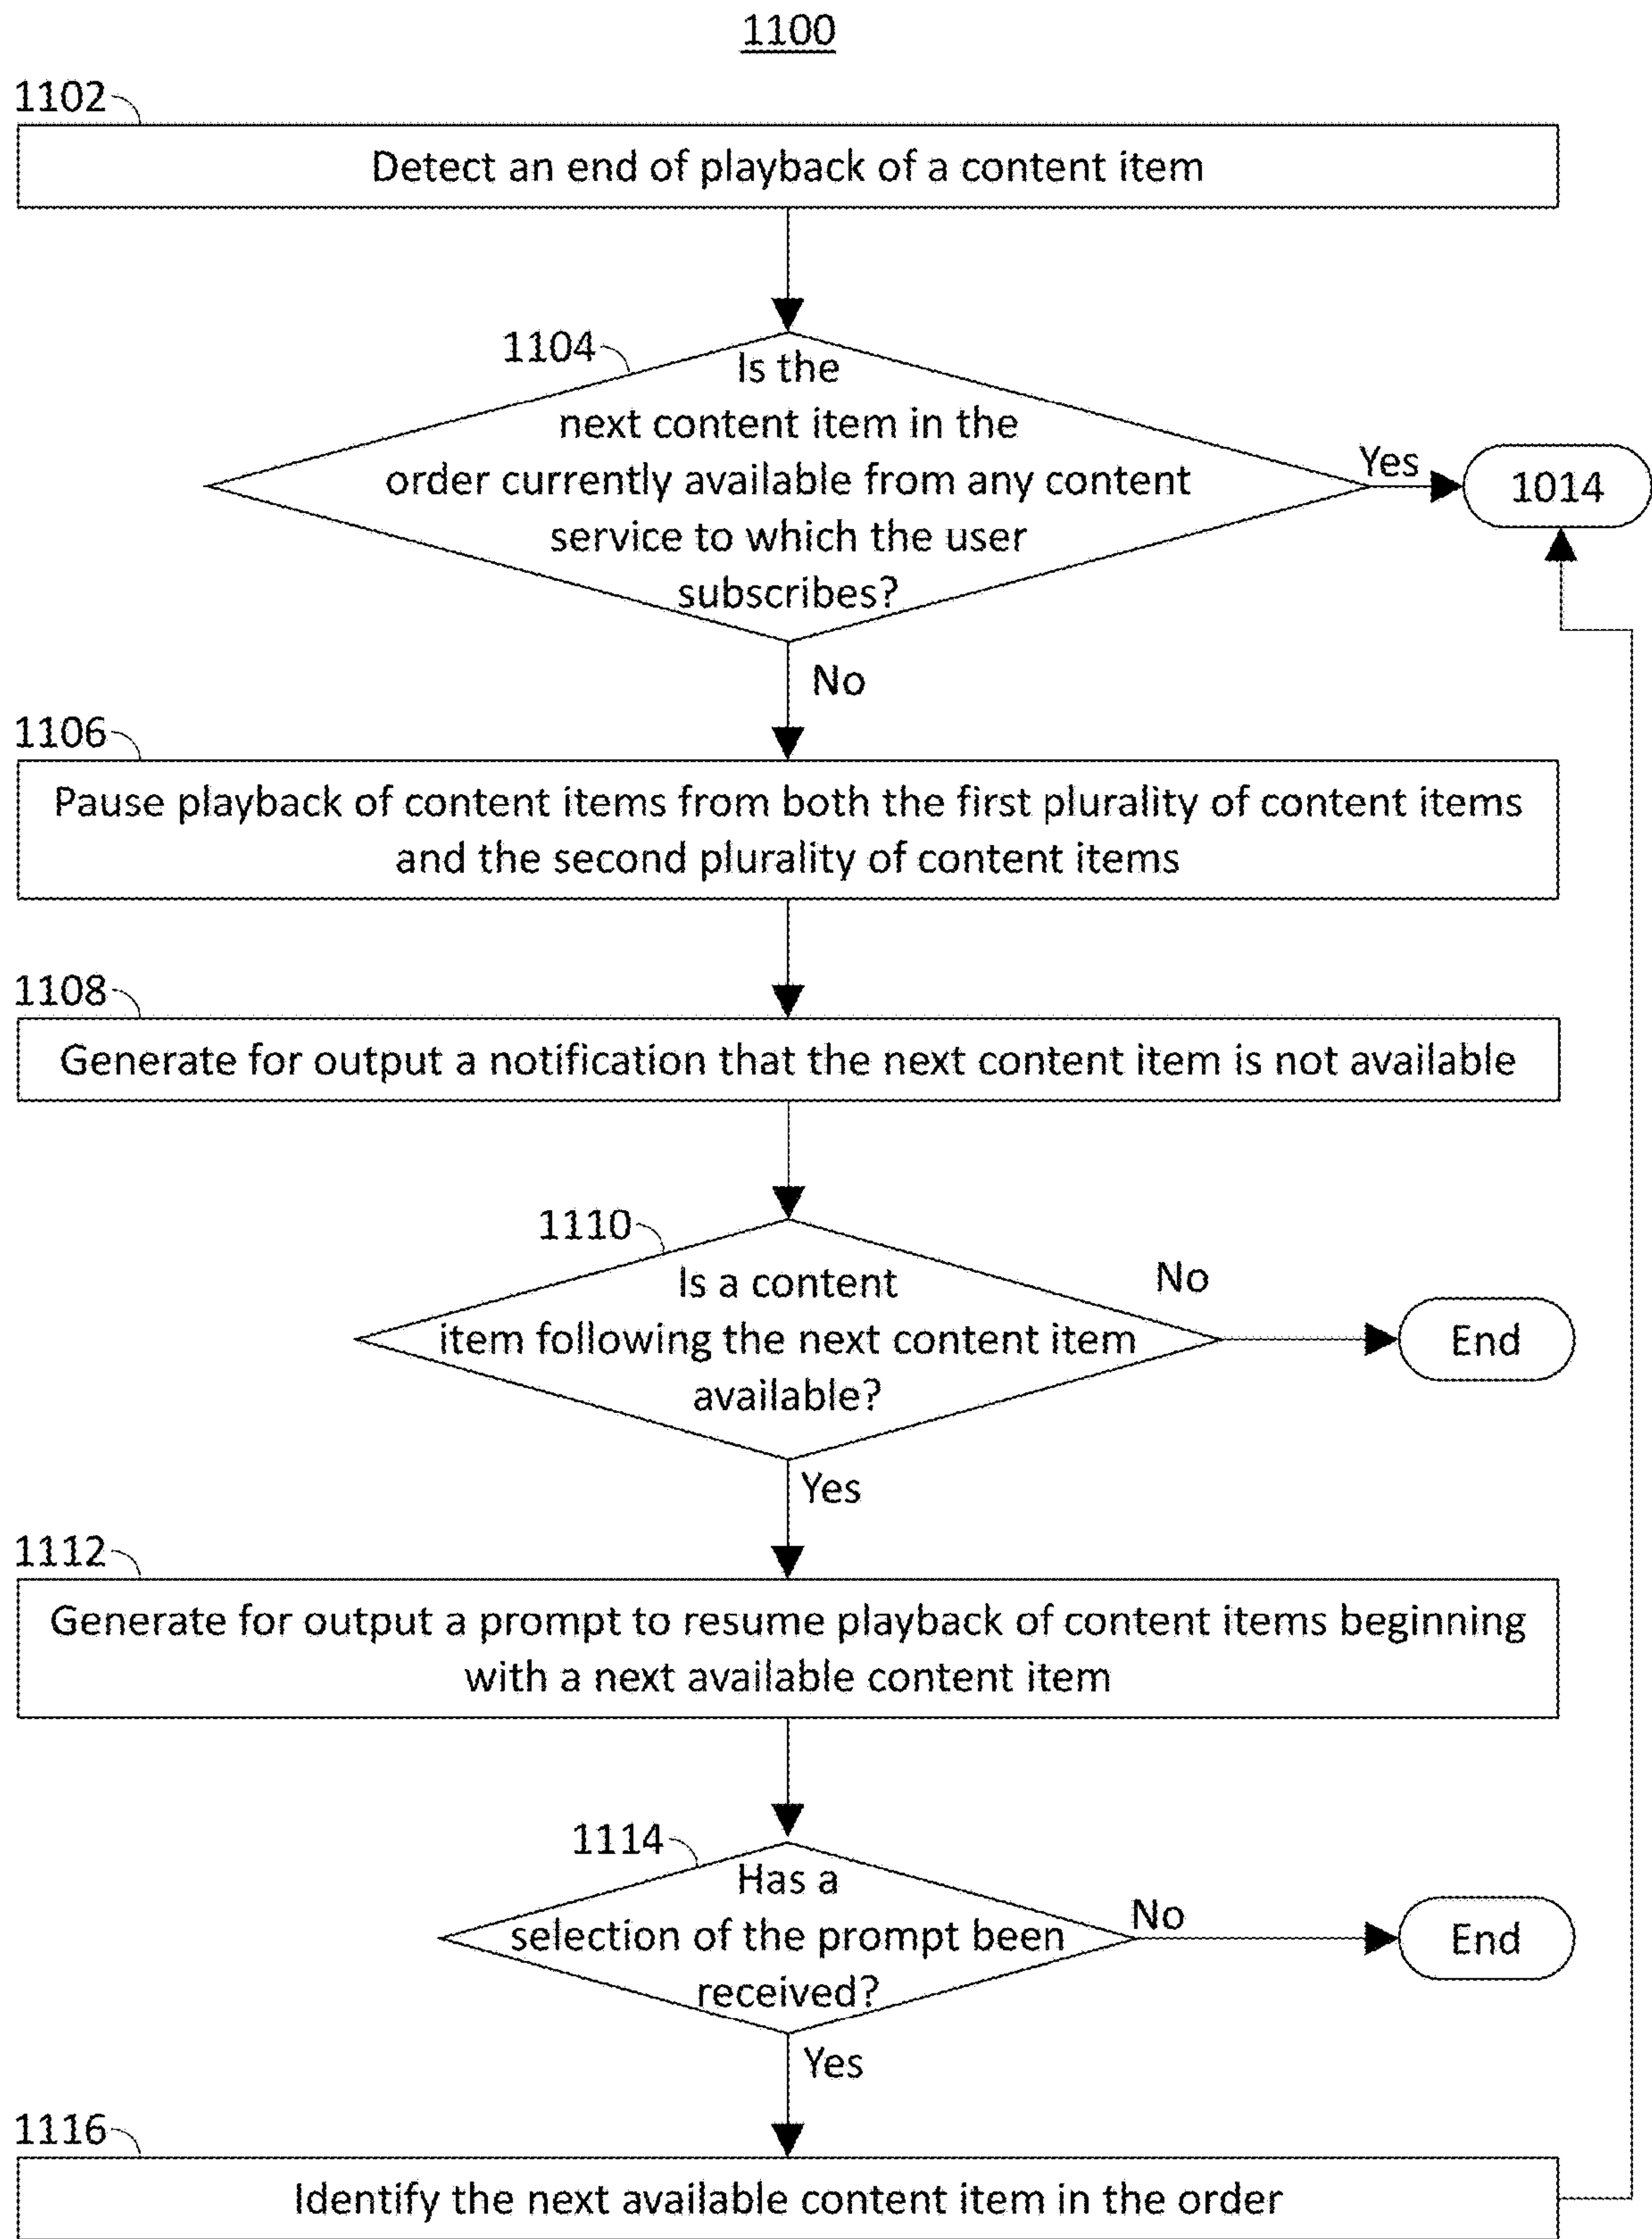 1100
1102
Detect an end of playback of a content item
1104
Is the
next content item in the
order currently available from any content
service to which the user
subscribes?
Yes
1014
No
1106
Pause playback of content items from both the first plurality of content items
and the second plurality of content items
1108
Generate for output a notification that the next content item is not available
1110
Is a content
item following the next content item
available?
No
End
Yes
1112
Generate for output a prompt to resume playback of content items beginning
with a next available content item
1114
Has a
selection of the prompt been
received?
No
End
Yes
1116
Identify the next available content item in the order